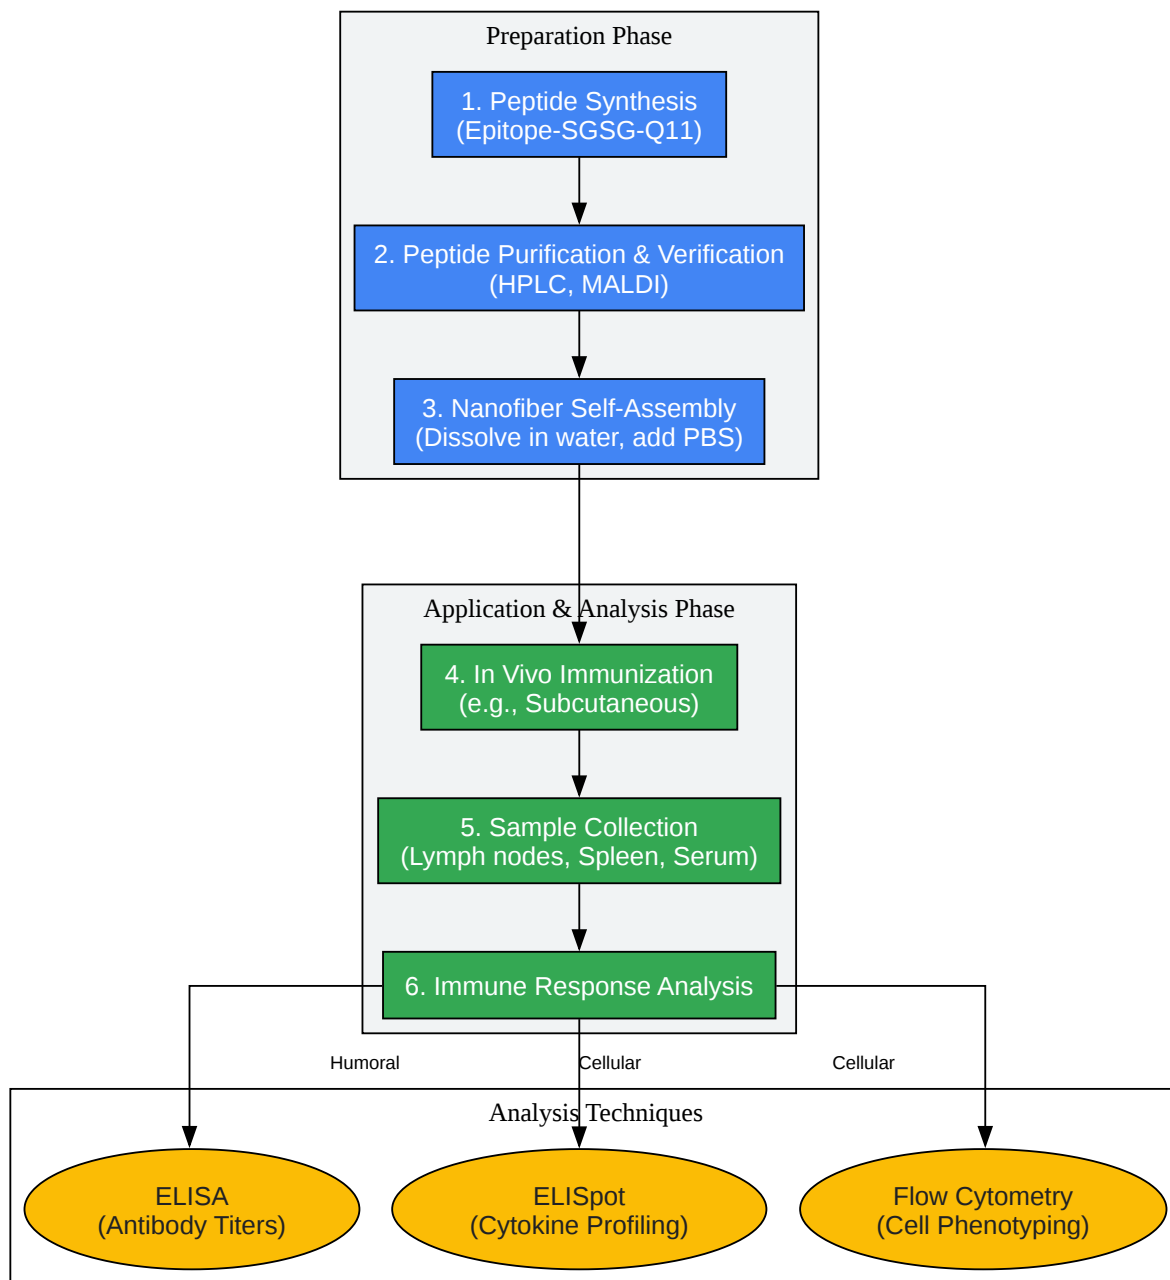 Preparation Phase
1. Peptide Synthesis
(Epitope-SGSG-Q11)
2. Peptide Purification & Verification
(HPLC, MALDI)
3. Nanofiber Self-Assembly
(Dissolve in water, add PBS)
Application & Analysis Phase
4. In Vivo Immunization
(e.g., Subcutaneous)
5. Sample Collection
(Lymph nodes, Spleen, Serum)
6. Immune Response Analysis
Humoral
Cellular
Cellular
Analysis Techniques
ELISA
(Antibody Titers)
ELISpot
(Cytokine Profiling)
Flow Cytometry
(Cell Phenotyping)